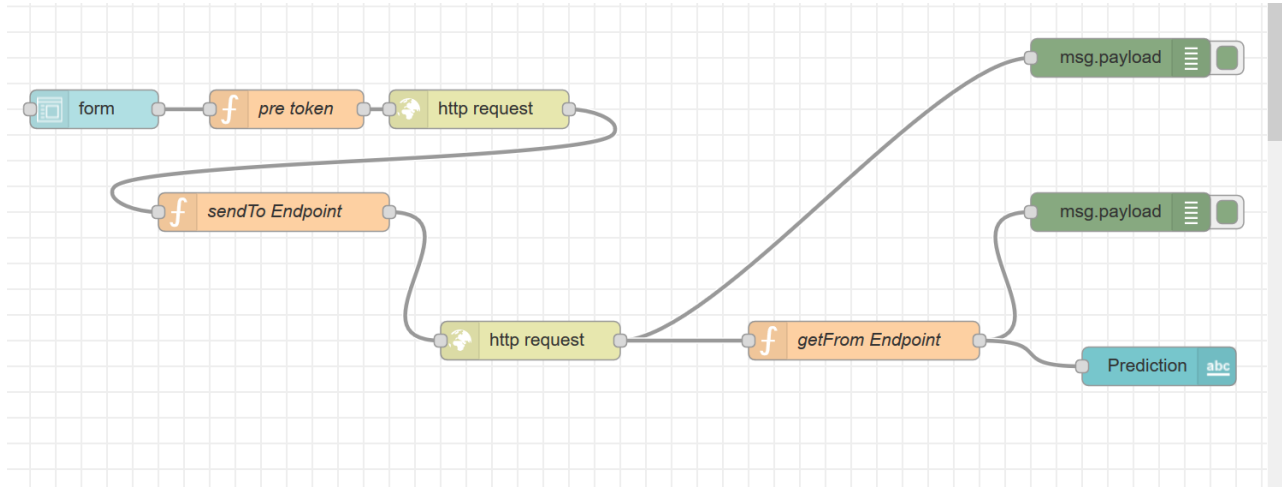 msg.payload
form
pre token
http request
msg.payload
sendTo Endpoint
http request
getFrom Endpoint
Prediction
abc